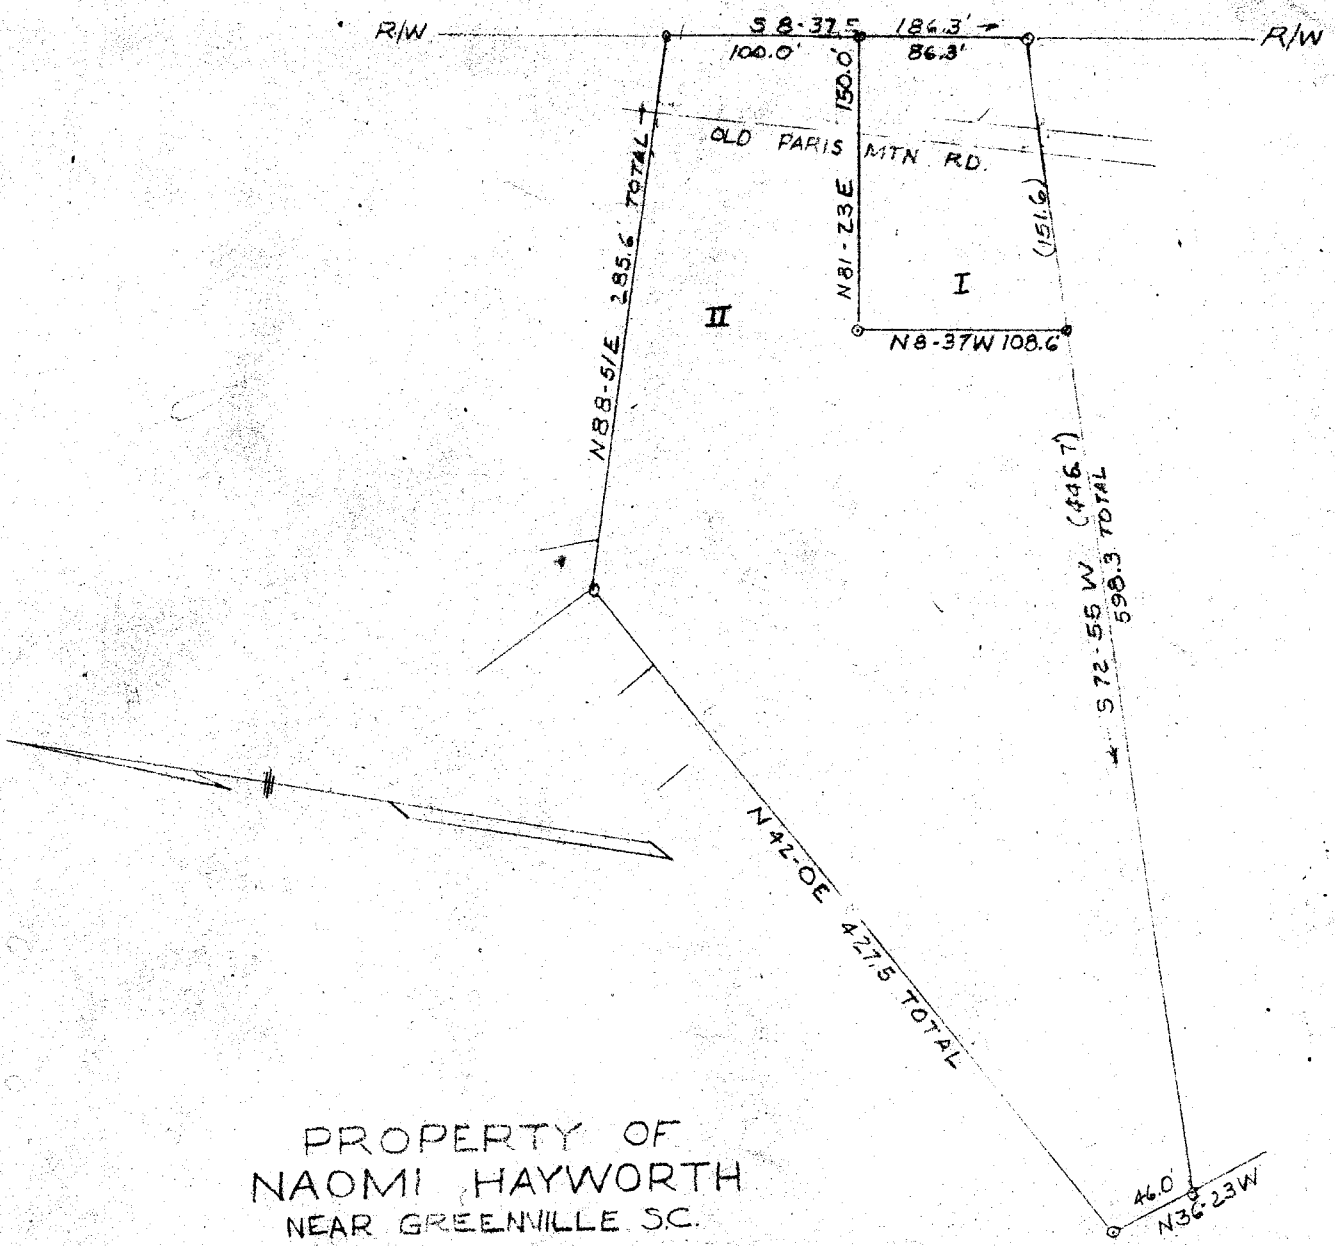 R/W
S 8-37.5 186.3'
R/W
100.0'
86.3'
N 81-23 E 150.0'
OLD PARIS MTN RD.
N 88-51 E 285.6' TOTAL
(151.6)
I
II
N 8-37 W 108.6'
S 72-55 W (446.7)
598.3 TOTAL
N 42-0 E 427.5 TOTAL
46.0'
N 36-23 W
PROPERTY OF
NAOMI HAYWORTH
NEAR GREENVILLE S.C.